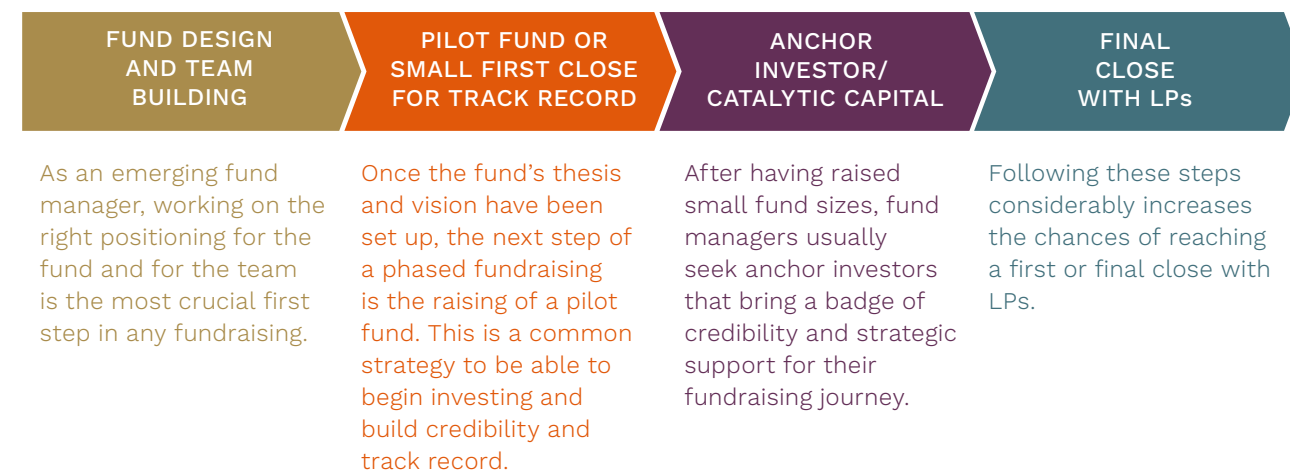 FUND DESIGN
AND TEAM
BUILDING
PILOT FUND OR
SMALL FIRST CLOSE
FOR TRACK RECORD
ANCHOR
INVESTOR/
CATALYTIC CAPITAL
FINAL
CLOSE
WITH LPs
As an emerging fund
manager, working on the
right positioning for the
fund and for the team
is the most crucial first
step in any fundraising.
Once the fund’s thesis
and vision have been
set up, the next step of
a phased fundraising
is the raising of a pilot
fund. This is a common
strategy to be able to
begin investing and
build credibility and
track record.
After having raised
small fund sizes, fund
managers usually
seek anchor investors
that bring a badge of
credibility and strategic
support for their
fundraising journey.
Following these steps
considerably increases
the chances of reaching
a first or final close with
LPs.